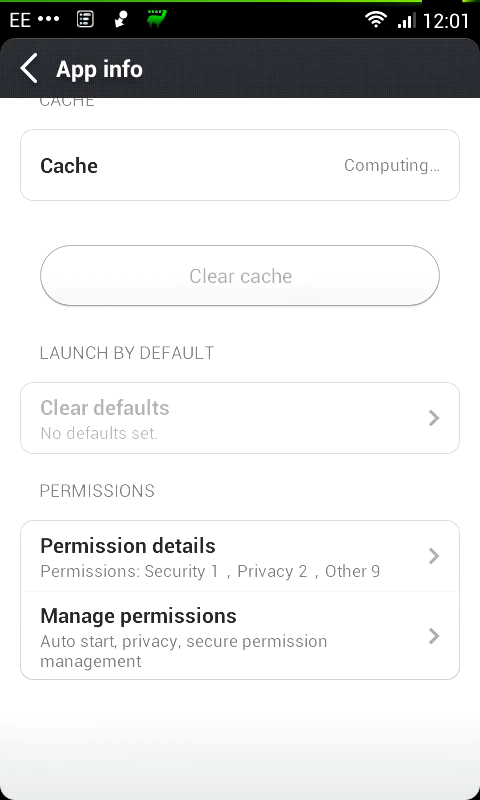 EE ••• 12:01
App info
CACHE
Cache Computing...
Clear cache
LAUNCH BY DEFAULT
Clear defaults
No defaults set.
PERMISSIONS
Permission details
Permissions: Security 1 , Privacy 2 , Other 9
Manage permissions
Auto start, privacy, secure permission
management